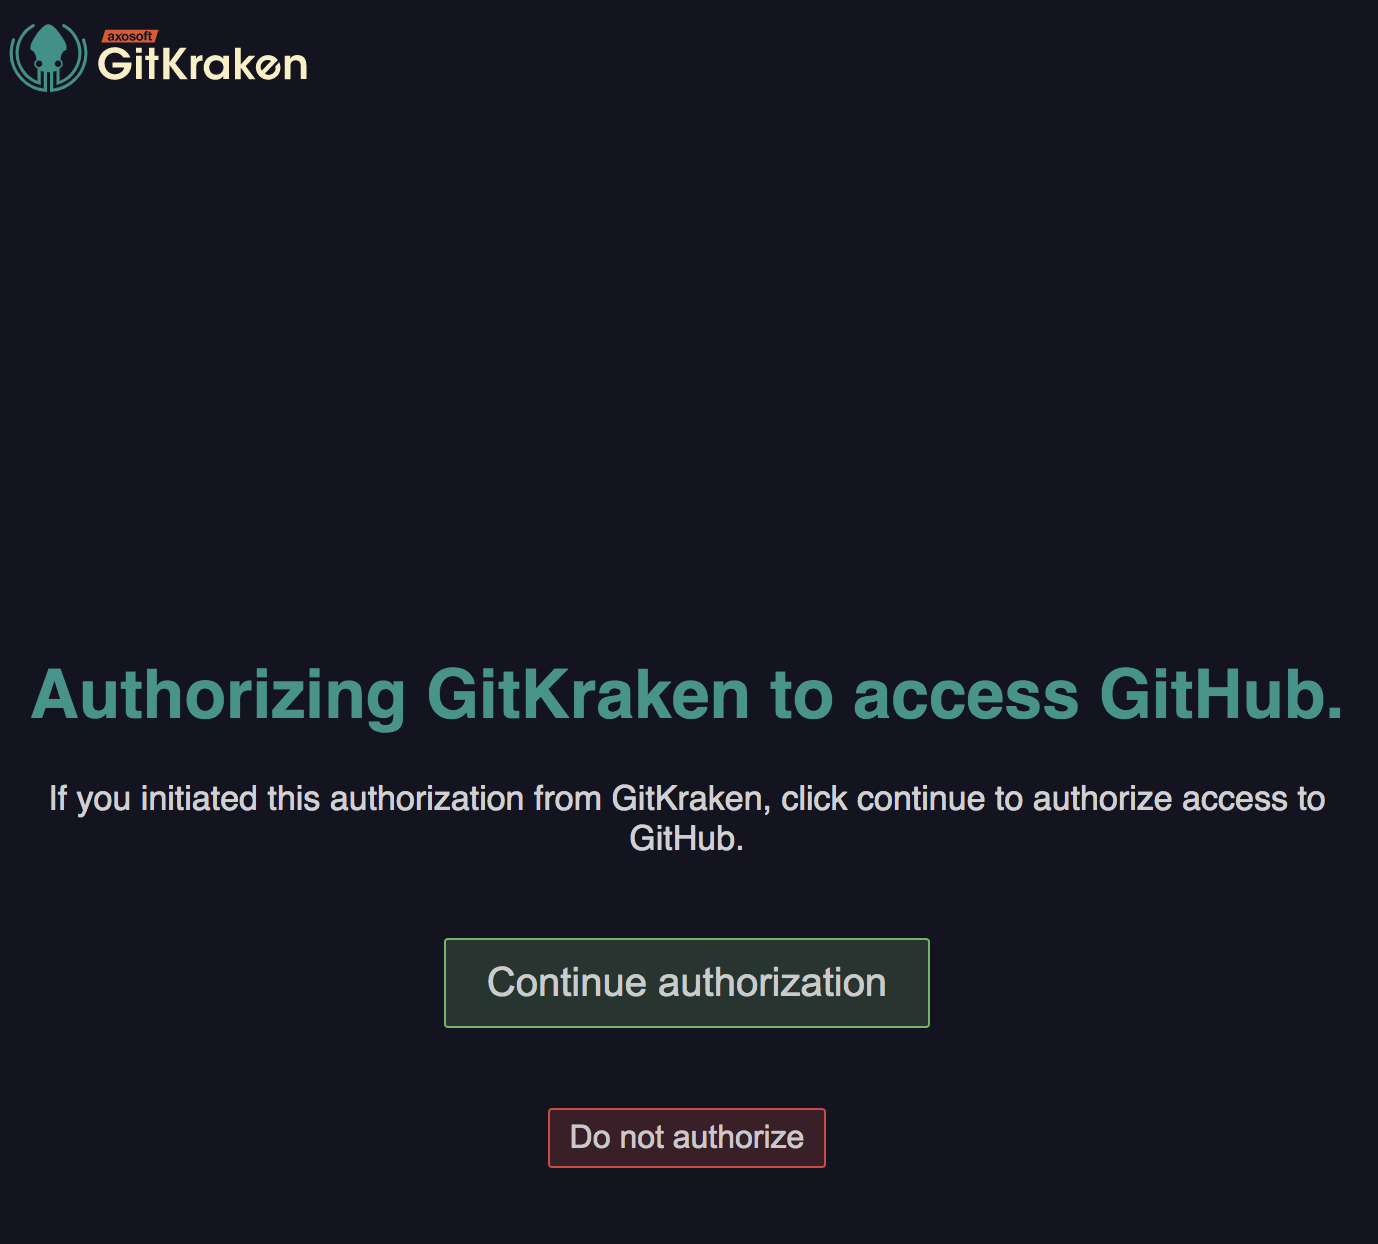 axosoft
GitKraken
Authorizing GitKraken to access GitHub.
If you initiated this authorization from GitKraken, click continue to authorize access to
GitHub.
Continue authorization
Do not authorize